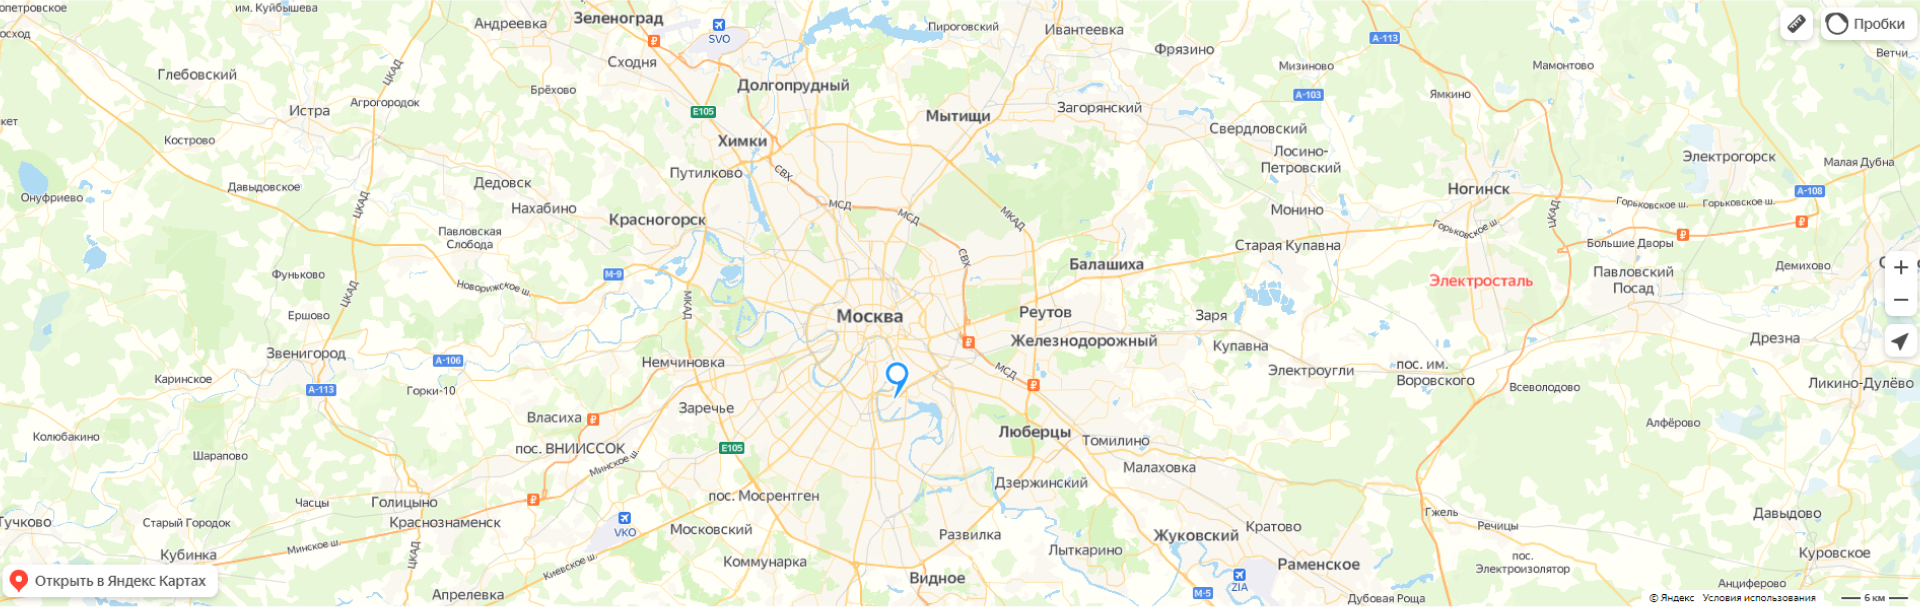 им. Куйбышева
Андреевка
Зеленоград
SVO
Пироговский
Ивантеевка
Фрязино
А-113
Пробки
Ветчи
Сходня
Глебовский
ЦКАД
Агрогородок
Брёхово
Долгопрудный
Мизиново
Мамонтово
А-103
Ямкино
Истра
Е105
Мытищи
Загорянский
Кострово
Химки
Свердловский
Лосино-
Петровский
Электрогорск
Малая Дубна
Путилково
СВХ
Давыдовское
Дедовск
Онуфриево
ЦКАД
Нахабино
Красногорск
МСД
МСД
МКАД
Монино
Ногинск
А-108
Горьковское ш.
Горьковское ш.
Горьковское ш.
ЦКАД
Павловская
Слобода
Старая Купавна
Большие Дворы
Фуньково
М-9
СВХ
Балашиха
Электросталь
Павловский
Посад
Демихово
ЦКАД
Новорижское ш.
МКАД
Ершово
Москва
Реутов
Заря
Железнодорожный
Купавна
Дрезна
Звенигород
А-106
Немчиновка
МСД
Электроугли
пос. им.
Воровского
Всеволодово
Ликино-Дулёво
Каринское
А-113
Горки-10
Заречье
Власиха
Колюбакино
Люберцы
Томилино
Алфёрово
Шарапово
пос. ВНИИССОК
Е105
Минское ш.
Малаховка
Часцы
Голицыно
пос. Мосрентген
Дзержинский
Тучково
Старый Городок
Краснознаменск
VKO
Московский
Развилка
Жуковский
Кратово
Гжель
Речицы
Давыдово
Кубинка
Минское ш.
ЦКАД
Киевское ш.
Коммунарка
Лыткарино
Раменское
пос.
Электроизолятор
Куровское
Открыть в Яндекс Картах
Апрелевка
Видное
М-5
ZIA
Дубовая Роща
Анциферово
© Яндекс Условия использования
6 км